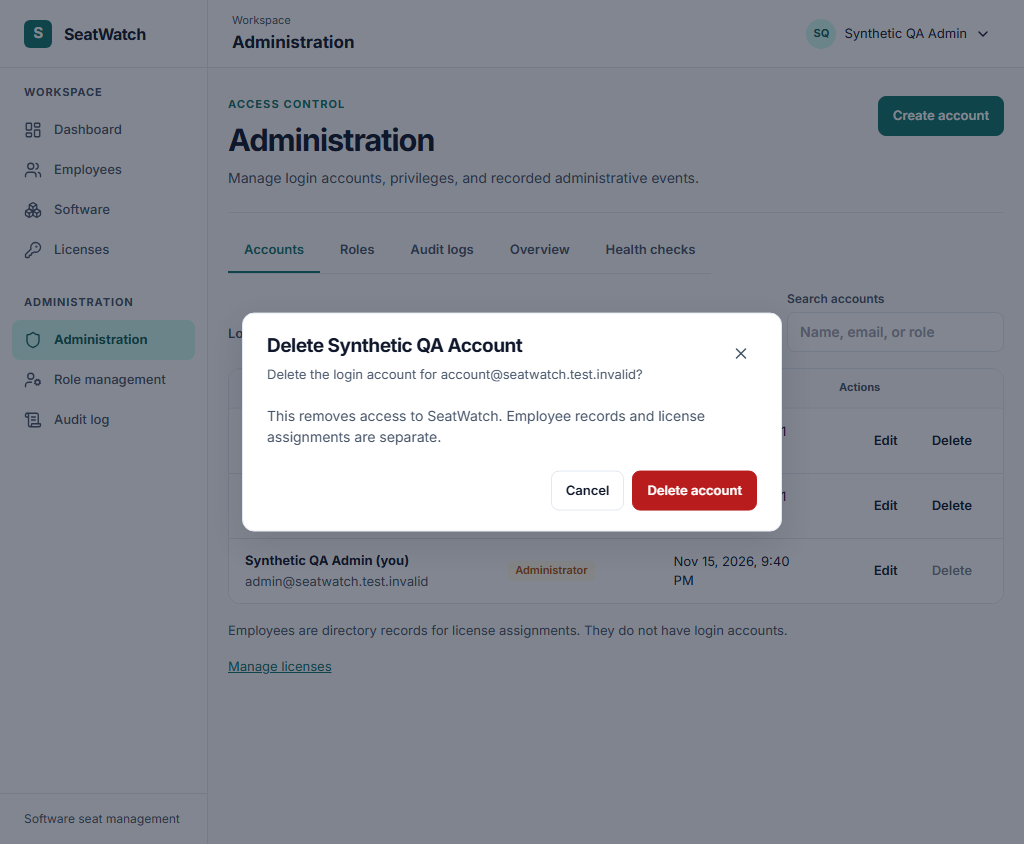 S SeatWatch
Workspace
Administration
SQ Synthetic QA Admin
WORKSPACE
Dashboard
Employees
Software
Licenses
ADMINISTRATION
Administration
Role management
Audit log
Software seat management
ACCESS CONTROL
Administration
Manage login accounts, privileges, and recorded administrative events.
Create account
Accounts Roles Audit logs Overview Health checks
Search accounts
Name, email, or role
Actions
Edit Delete
Edit Delete
Delete Synthetic QA Account
Delete the login account for account@seatwatch.test.invalid?
This removes access to SeatWatch. Employee records and license
assignments are separate.
Cancel Delete account
Synthetic QA Admin (you)
admin@seatwatch.test.invalid
Administrator
Nov 15, 2026, 9:40
PM
Edit Delete
Employees are directory records for license assignments. They do not have login accounts.
Manage licenses